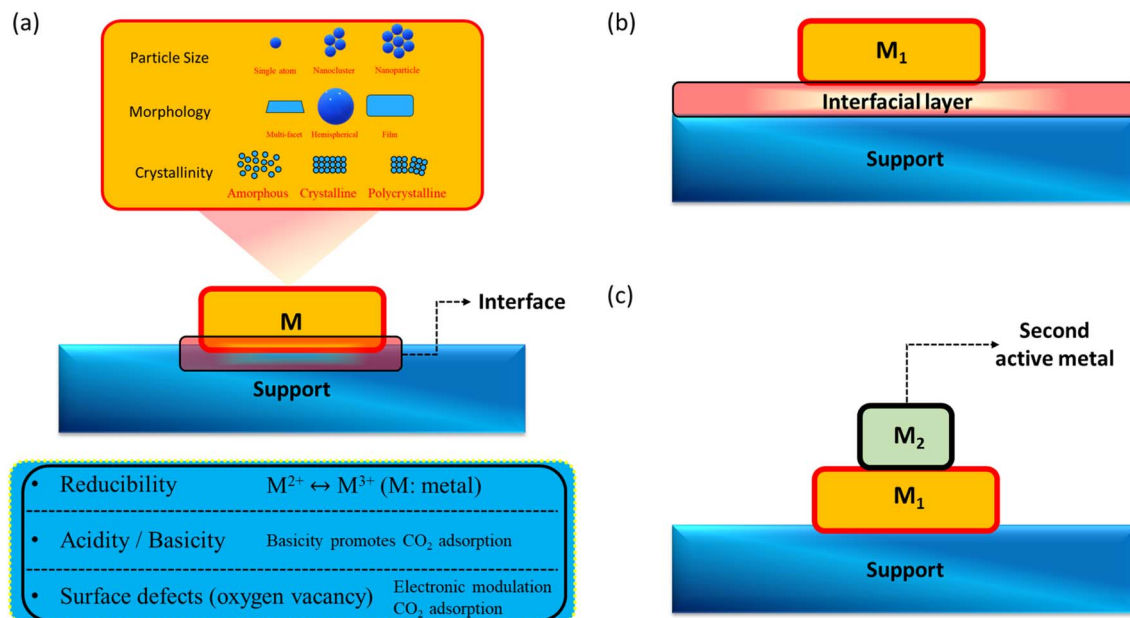 (a)
Particle Size
Single atom Nanocluster Nanoparticle
Morphology
Multi-facet Hemispherical Film
Crystallinity
Amorphous Crystalline Polycrystalline
M
Interface
Support
• Reducibility M²⁺ ↔ M³⁺ (M: metal)
• Acidity / Basicity Basicity promotes CO₂ adsorption
• Surface defects (oxygen vacancy) Electronic modulation
CO₂ adsorption
(b)
M₁
Interfacial layer
Support
(c)
Second
active metal
M₂
M₁
Support